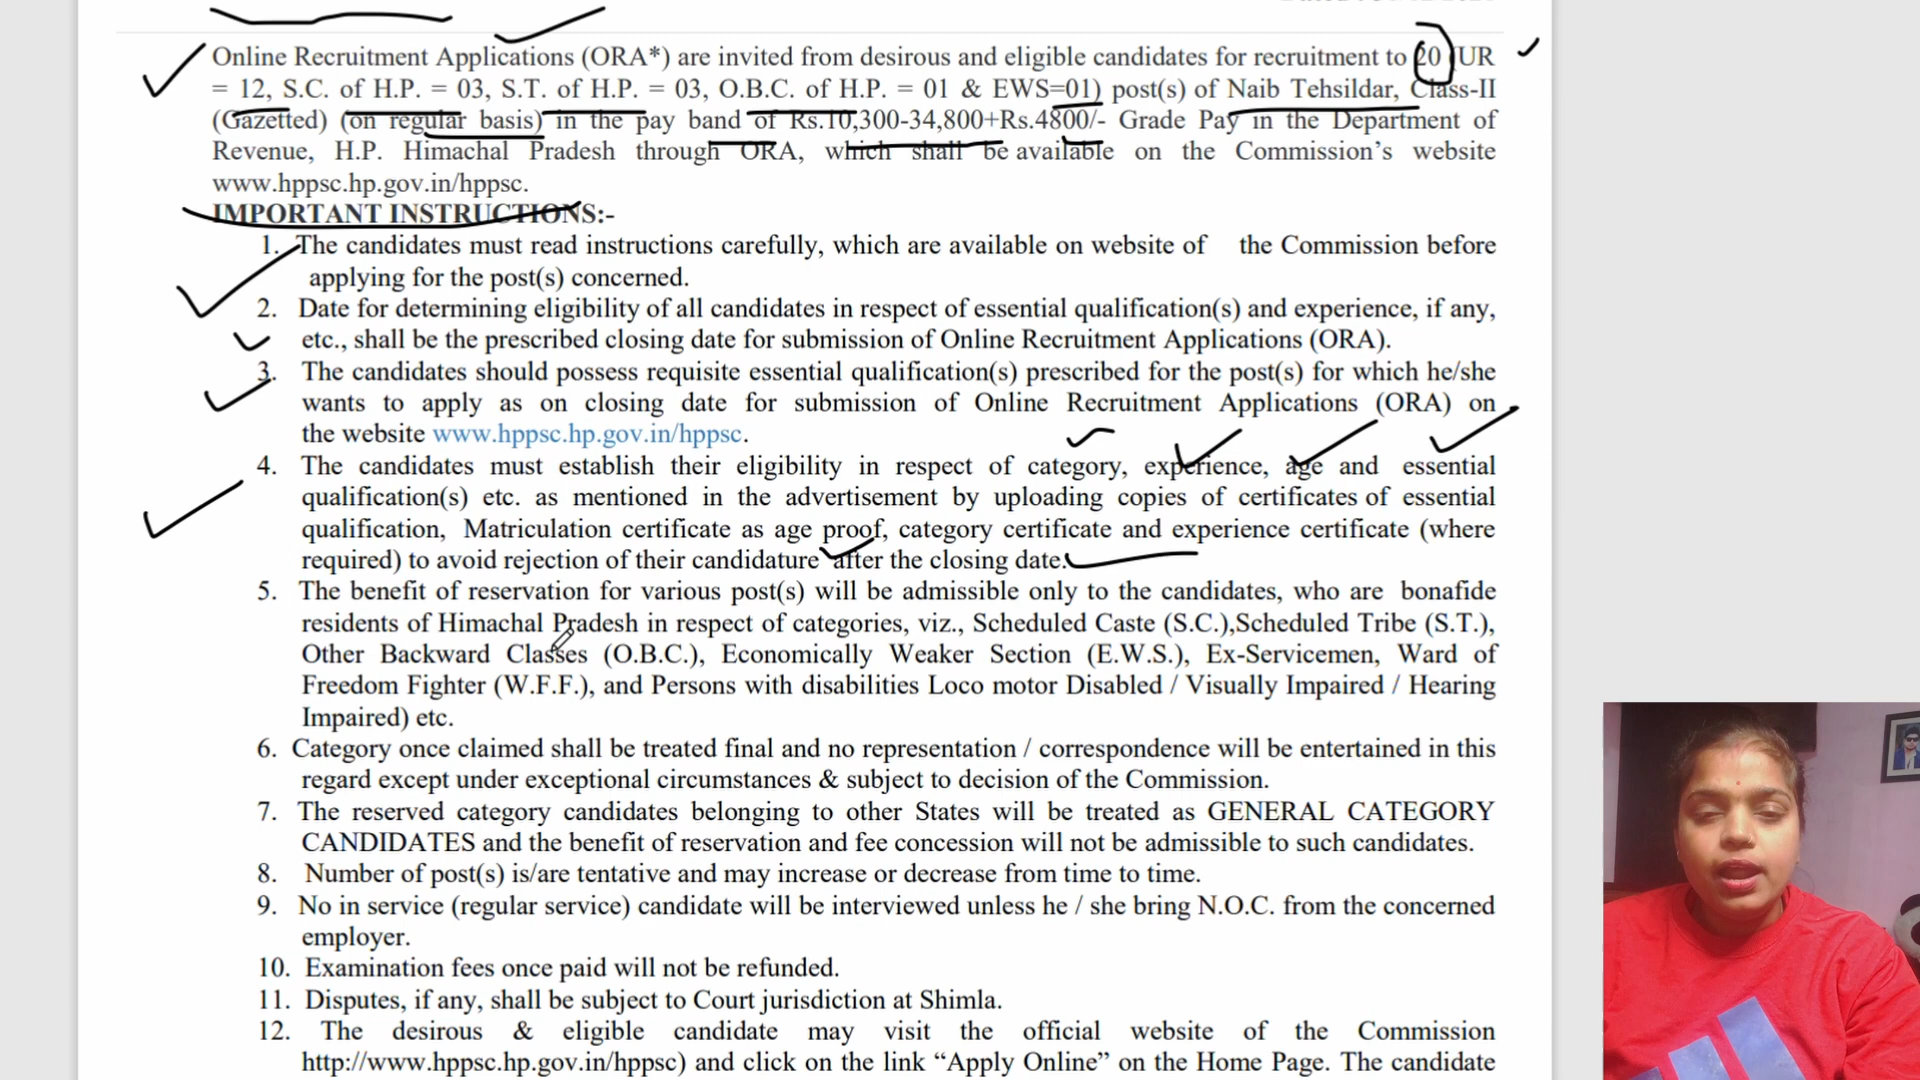 Online Recruitment Applications (ORA*) are invited from desirous and eligible candidates for recruitment to 20 (UR
= 12, S.C. of H.P. = 03, S.T. of H.P. = 03, O.B.C. of H.P. = 01 & EWS=01) post(s) of Naib Tehsildar, Class-II
(Gazetted) (on regular basis) in the pay band of Rs.10,300-34,800+Rs.4800/- Grade Pay in the Department of
Revenue, H.P. Himachal Pradesh through ORA, which shall be available on the Commission’s website
www.hppsc.hp.gov.in/hppsc.
IMPORTANT INSTRUCTIONS:-
1. The candidates must read instructions carefully, which are available on website of the Commission before
applying for the post(s) concerned.
2. Date for determining eligibility of all candidates in respect of essential qualification(s) and experience, if any,
etc., shall be the prescribed closing date for submission of Online Recruitment Applications (ORA).
3. The candidates should possess requisite essential qualification(s) prescribed for the post(s) for which he/she
wants to apply as on closing date for submission of Online Recruitment Applications (ORA) on
the website www.hppsc.hp.gov.in/hppsc.
4. The candidates must establish their eligibility in respect of category, experience, age and essential
qualification(s) etc. as mentioned in the advertisement by uploading copies of certificates of essential
qualification, Matriculation certificate as age proof, category certificate and experience certificate (where
required) to avoid rejection of their candidature after the closing date.
5. The benefit of reservation for various post(s) will be admissible only to the candidates, who are bonafide
residents of Himachal Pradesh in respect of categories, viz., Scheduled Caste (S.C.),Scheduled Tribe (S.T.),
Other Backward Classes (O.B.C.), Economically Weaker Section (E.W.S.), Ex-Servicemen, Ward of
Freedom Fighter (W.F.F.), and Persons with disabilities Loco motor Disabled / Visually Impaired / Hearing
Impaired) etc.
6. Category once claimed shall be treated final and no representation / correspondence will be entertained in this
regard except under exceptional circumstances & subject to decision of the Commission.
7. The reserved category candidates belonging to other States will be treated as GENERAL CATEGORY
CANDIDATES and the benefit of reservation and fee concession will not be admissible to such candidates.
8. Number of post(s) is/are tentative and may increase or decrease from time to time.
9. No in service (regular service) candidate will be interviewed unless he / she bring N.O.C. from the concerned
employer.
10. Examination fees once paid will not be refunded.
11. Disputes, if any, shall be subject to Court jurisdiction at Shimla.
12. The desirous & eligible candidate may visit the official website of the Commission
http://www.hppsc.hp.gov.in/hppsc) and click on the link “Apply Online” on the Home Page. The candidate